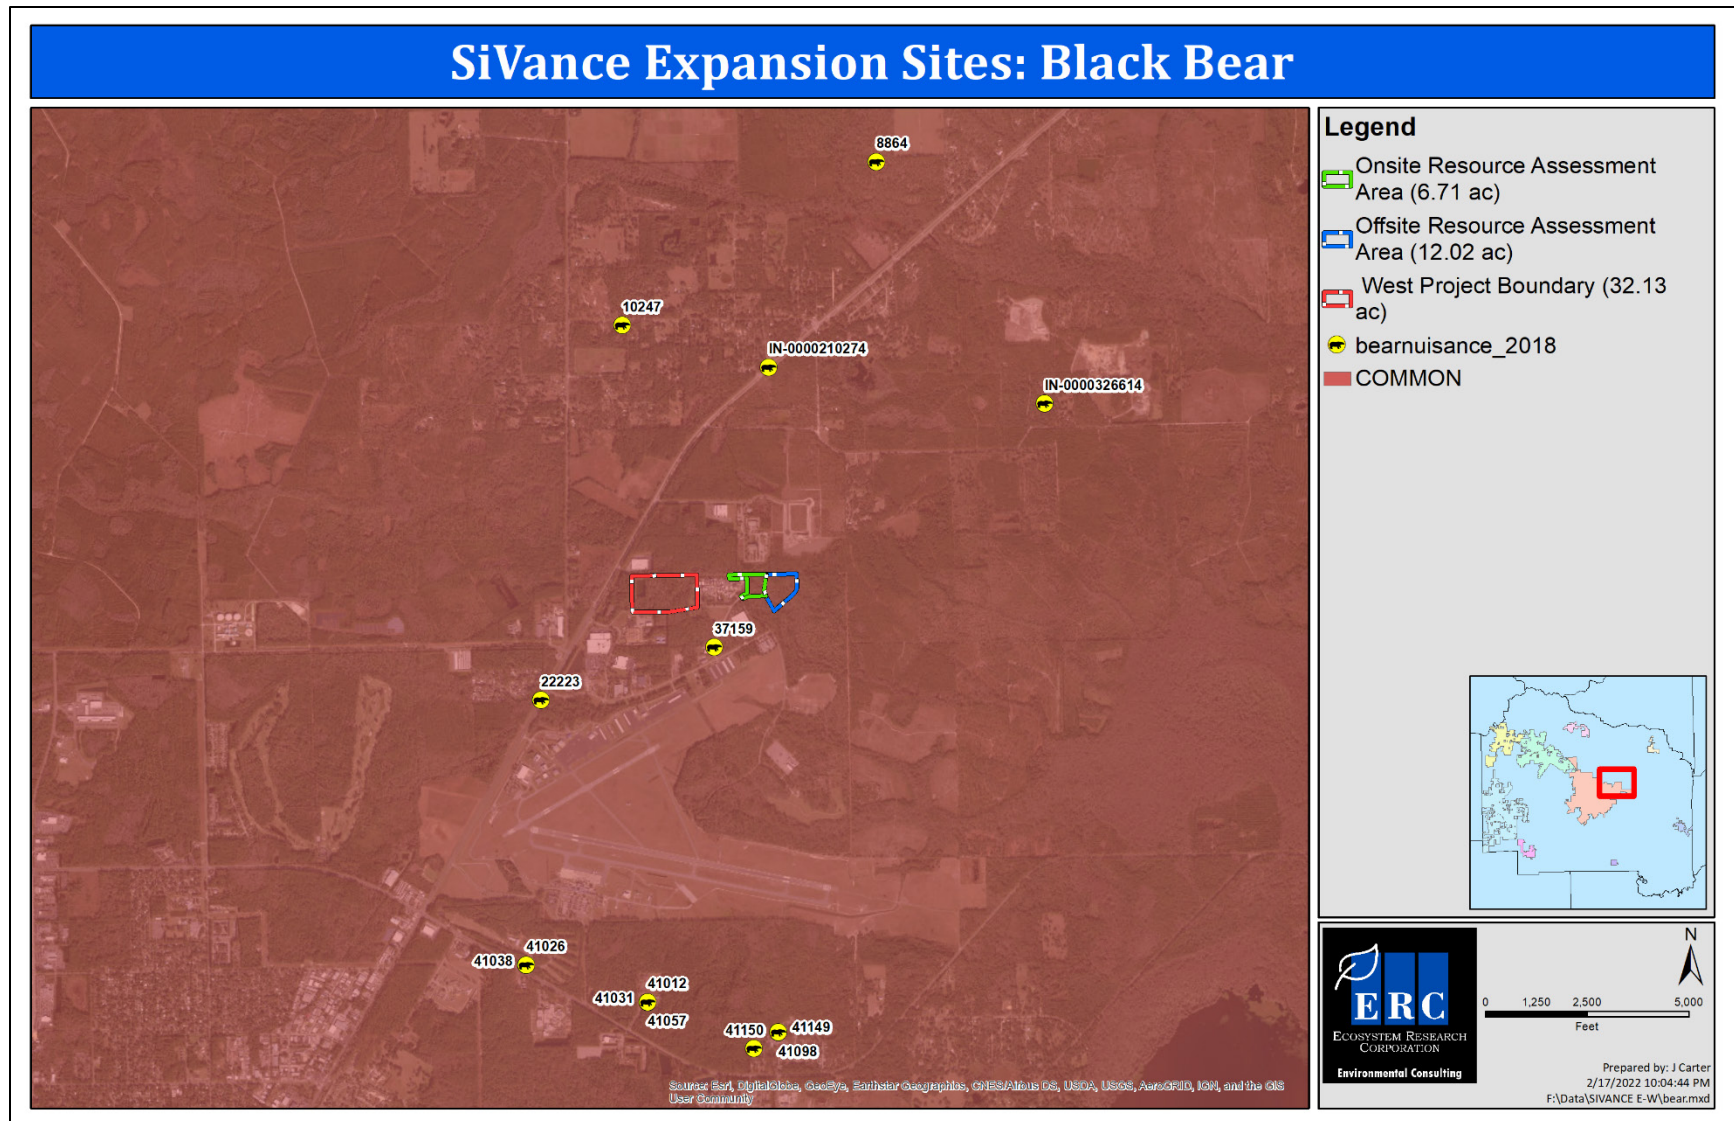 SiVance Expansion Sites: Black Bear
8864
10247
IN-0000210274
IN-0000326614
37159
22223
41026
41038
41012
41031
41057
41150
41149
41098
Source: Esri, DigitalGlobe, GeoEye, Earthstar Geographics, CNES/Airbus DS, USDA, USGS, AeroGRID, IGN, and the GIS
User Community
Legend
Onsite Resource Assessment
Area (6.71 ac)
Offsite Resource Assessment
Area (12.02 ac)
West Project Boundary (32.13
ac)
bearnuisance_2018
COMMON
ERC
ECOSYSTEM RESEARCH
CORPORATION
Environmental Consulting
N
0 1,250 2,500 5,000
Feet
Prepared by: J Carter
2/17/2022 10:04:44 PM
F:\Data\SIVANCE E-W\bear.mxd